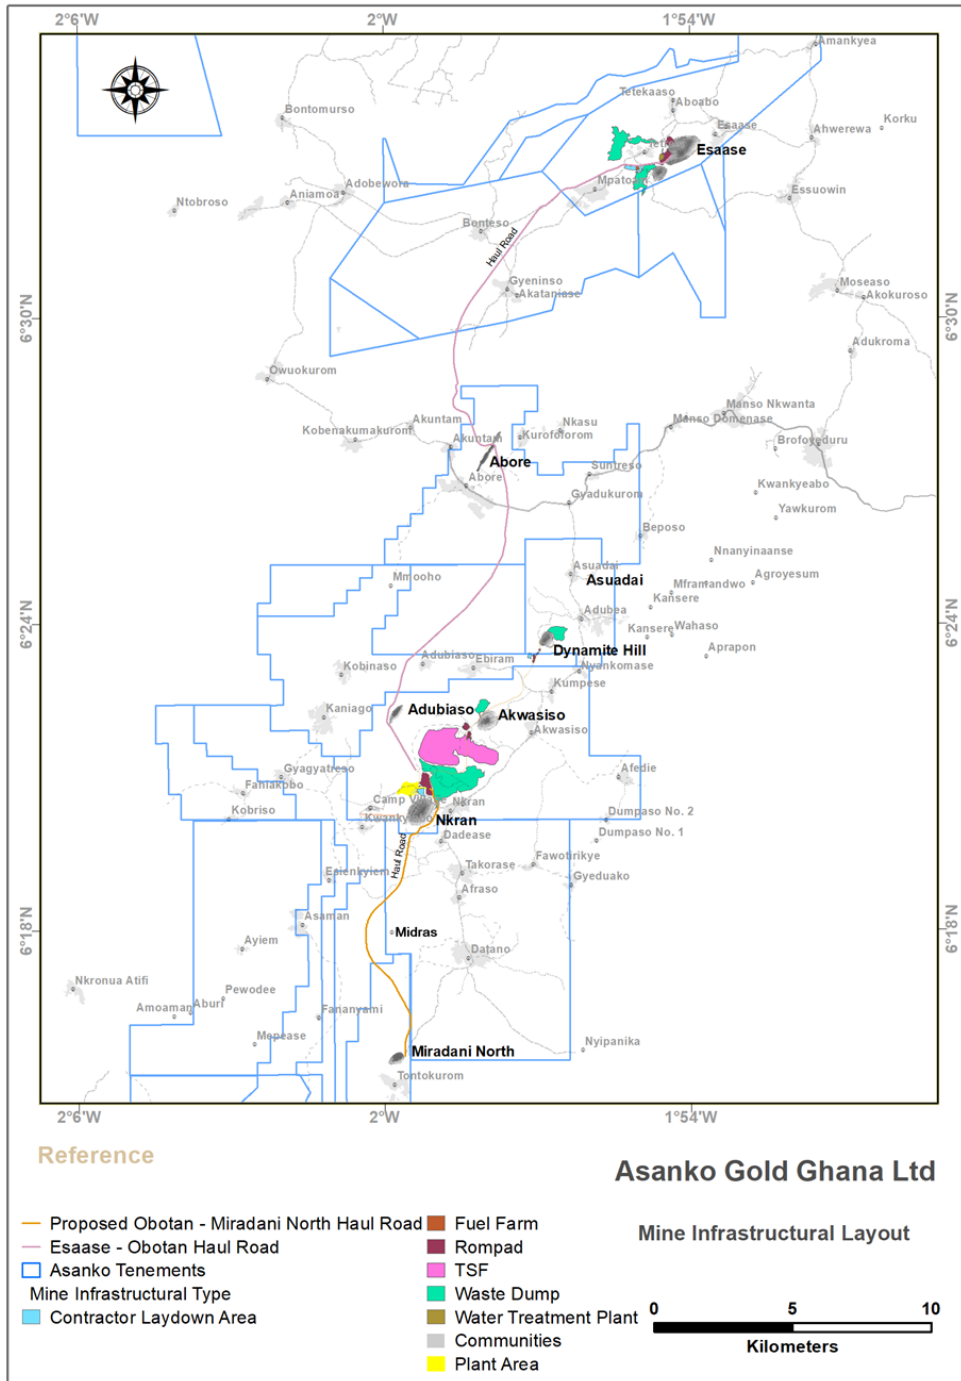 2°6'W 2°W 1°54'W
Amankyea
Tetekaaso
Aboabo
Bontomurso
Esaase
Korku
Ahwerewa
Esaase
Mpatoam
Adobewora
Aniamoa
Essuowin
Ntobroso
Bonteso
Haul Road
Gyeninso
Moseaso
Akataniase
Akokuroso
6°30'N 6°30'N
Adukroma
Owuokurom
Manso Nkwanta
Akuntam
Nkasu
Manso Domenase
Kobenakumakurom
Akuntam
Kurofoforom
Brofoyeduru
Abore
Suntreso
Abore
Kwankyeabo
Gyadukurom
Yawkurom
Beposo
Nnanyinaanse
Asuadai
Mmooho
Asuadai
Agroyesum
Mframandwo
Kansere
Adubea
6°24'N 6°24'N
Kansere
Wahaso
Dynamite Hill
Aprapon
Adubiaso
Ebiram
Kobinaso
Nyankomase
Kumpese
Adubiaso
Akwasiso
Kaniago
Akwasiso
Gyagyatreso
Afedie
Faniakobo
Camp
Nkran
Kobriso
Nkran
Dumpaso No. 2
Dadease
Dumpaso No. 1
Haul Road
Takorase
Fawotirikye
Esienkyiem
Gyeduako
Afraso
Asaman
6°18'N 6°18'N
Midras
Ayiem
Datano
Nkronua Atifi
Pewodee
Amoaman
Aburi
Fananyami
Mepease
Nyipanika
Miradani North
Tontokurom
2°6'W 2°W 1°54'W
Reference
Asanko Gold Ghana Ltd
Mine Infrastructural Layout
Proposed Obotan - Miradani North Haul Road
Esaase - Obotan Haul Road
Asanko Tenements
Mine Infrastructural Type
Contractor Laydown Area
Fuel Farm
Rompad
TSF
Waste Dump
Water Treatment Plant
Communities
Plant Area
0 5 10
Kilometers